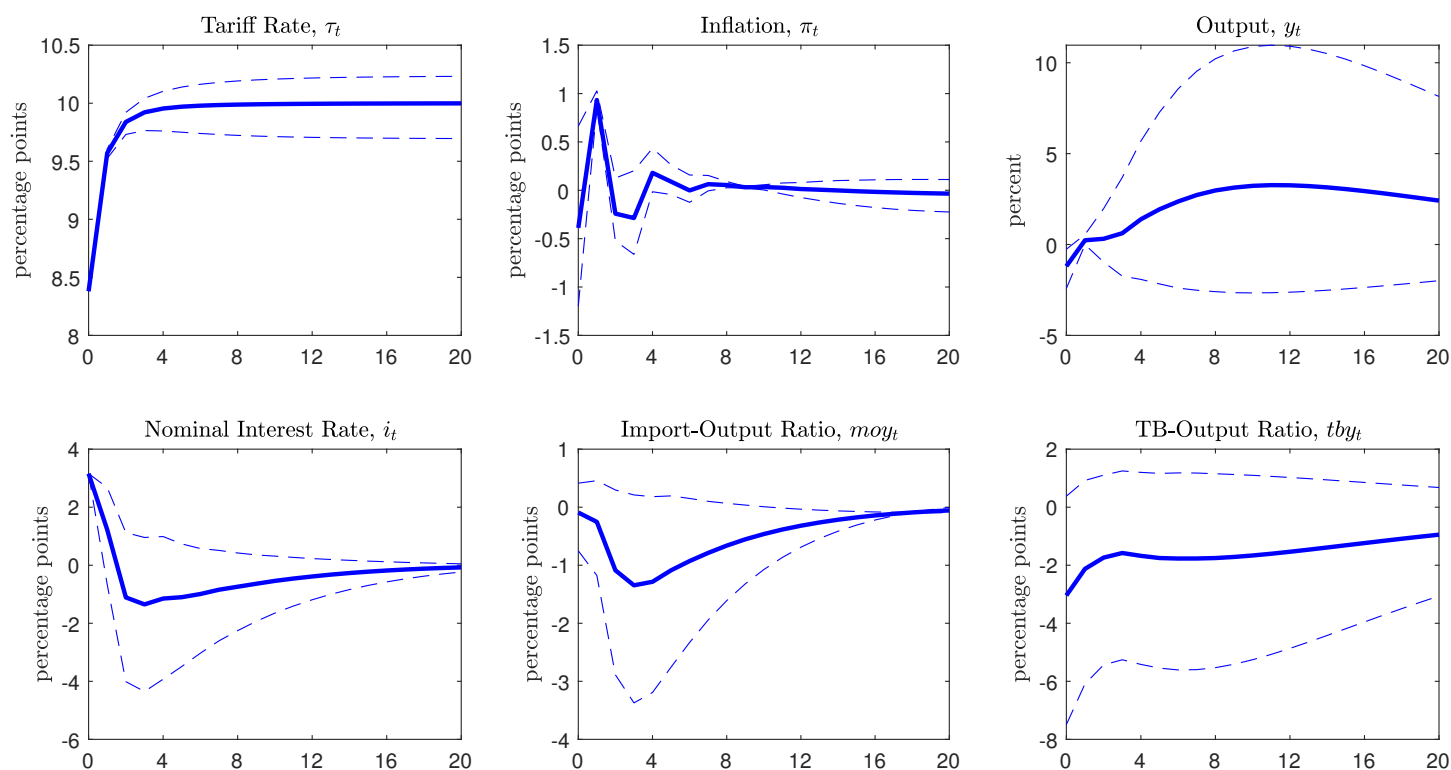 Tariff Rate, τt
percentage points
10.5
10
9.5
9
8.5
8
0 4 8 12 16 20
Inflation, πt
percentage points
1.5
1
0.5
0
-0.5
-1
-1.5
0 4 8 12 16 20
Output, yt
percent
10
5
0
-5
0 4 8 12 16 20
Nominal Interest Rate, it
percentage points
4
2
0
-2
-4
-6
0 4 8 12 16 20
Import-Output Ratio, moyt
percentage points
1
0
-1
-2
-3
-4
0 4 8 12 16 20
TB-Output Ratio, tbyt
percentage points
2
0
-2
-4
-6
-8
0 4 8 12 16 20